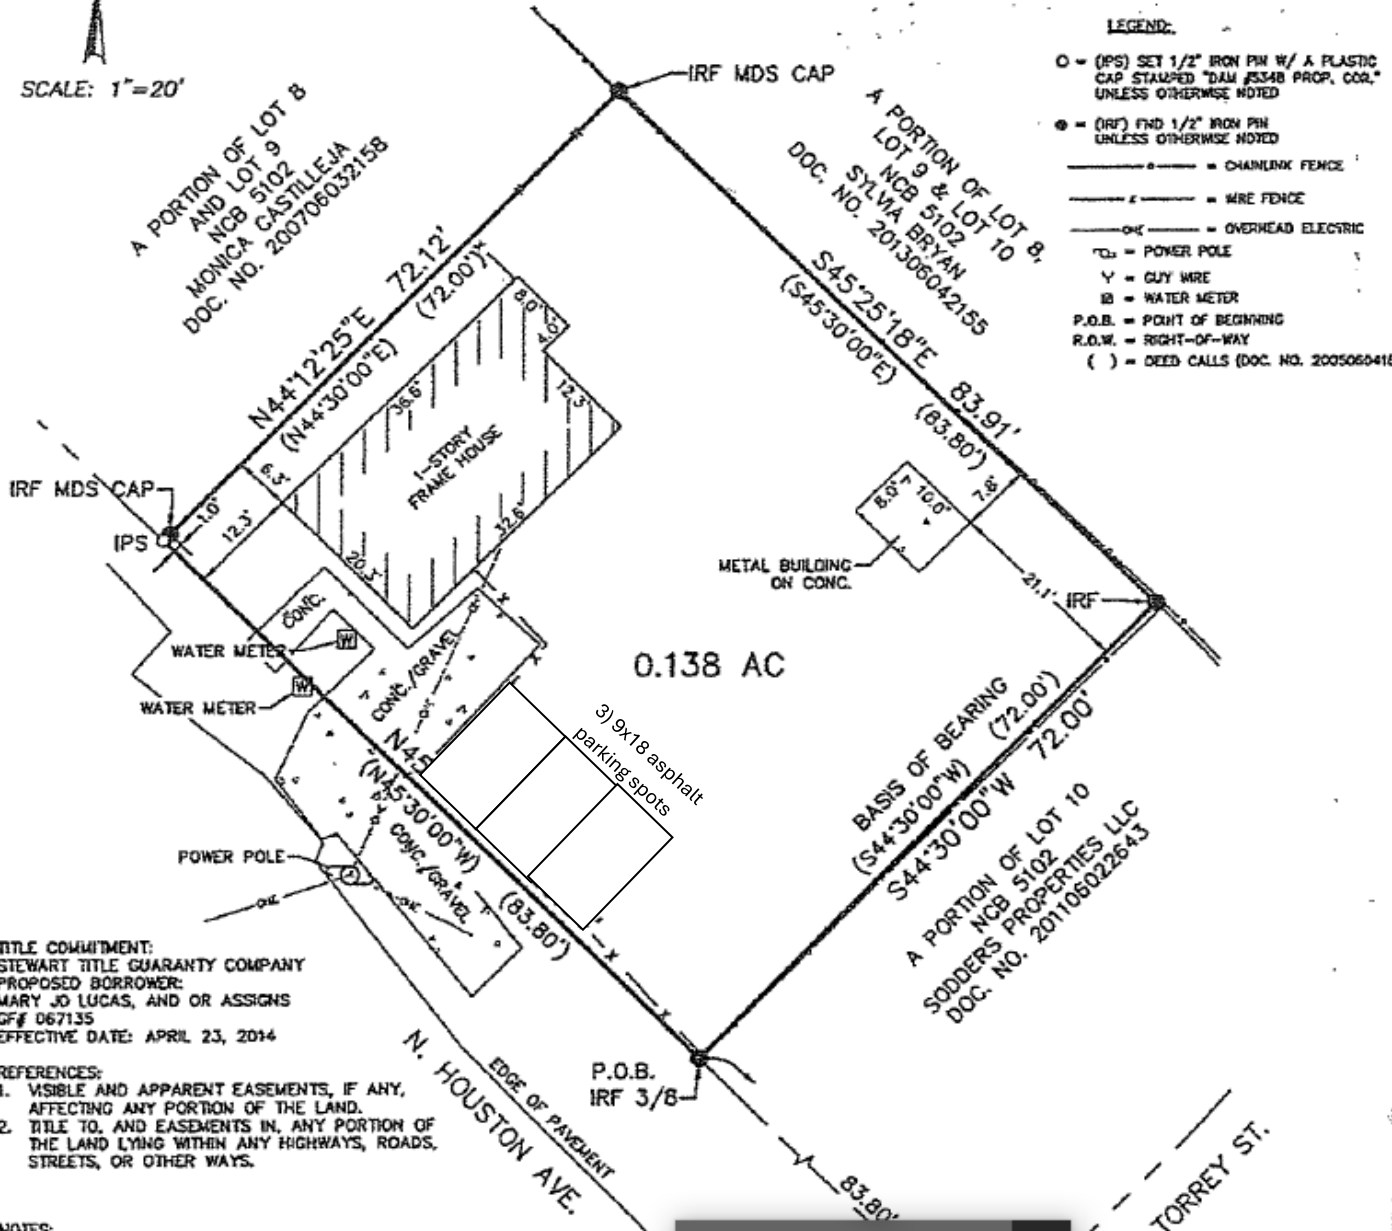 SCALE: 1"=20'
IRF MDS CAP
LEGEND:
(IPS) SET 1/2" IRON PIN W/ A PLASTIC
CAP STAMPED "DAM #5348 PROP. COR."
UNLESS OTHERWISE NOTED
(IRF) FND 1/2" IRON PIN
UNLESS OTHERWISE NOTED
= CHAINLINK FENCE
= WIRE FENCE
= OVERHEAD ELECTRIC
= POWER POLE
= GUY WIRE
= WATER METER
P.O.B. = POINT OF BEGINNING
R.O.W. = RIGHT-OF-WAY
( ) = DEED CALLS (DOC. NO. 2005060418
A PORTION OF LOT 8
AND LOT 9
NCB 5102
MONICA CASTILLEJA
DOC. NO. 200706032158
A PORTION OF LOT 8,
LOT 9 & LOT 10
NCB 5102
SYLVIA BRYAN
DOC. NO. 201306042155
N44°12'25"E 72.12'
(N44°30'00"E) (72.00')
S45°25'18"E 83.91'
(S45°30'00"E) (83.80')
8.0'
4.0'
12.3'
36.6'
1-STORY
FRAME HOUSE
32.6'
20.3'
6.3'
12.3'
1.0'
IRF MDS CAP
IPS
8.0'
10.0'
7.8'
METAL BUILDING
ON CONC.
21.1'
IRF
CONC.
WATER METER
WATER METER
CONC./GRAVEL
0.138 AC
3) 9x18 asphalt
parking spots
N45
(N45°30'00"W) (83.80')
CONC./GRAVEL
POWER POLE
BASIS OF BEARING
(S44°30'00"W) (72.00')
S44°30'00"W 72.00'
A PORTION OF LOT 10
NCB 5102
SODDERS PROPERTIES LLC
DOC. NO. 201106022643
TITLE COMMITMENT:
STEWART TITLE GUARANTY COMPANY
PROPOSED BORROWER:
MARY JO LUCAS, AND OR ASSIGNS
GF# 067135
EFFECTIVE DATE: APRIL 23, 2014
REFERENCES:
1. VISIBLE AND APPARENT EASEMENTS, IF ANY,
AFFECTING ANY PORTION OF THE LAND.
2. TITLE TO, AND EASEMENTS IN, ANY PORTION OF
THE LAND LYING WITHIN ANY HIGHWAYS, ROADS,
STREETS, OR OTHER WAYS.
NOTES:
P.O.B.
IRF 3/8
N. HOUSTON AVE.
EDGE OF PAVEMENT
83.80'
TORREY ST.